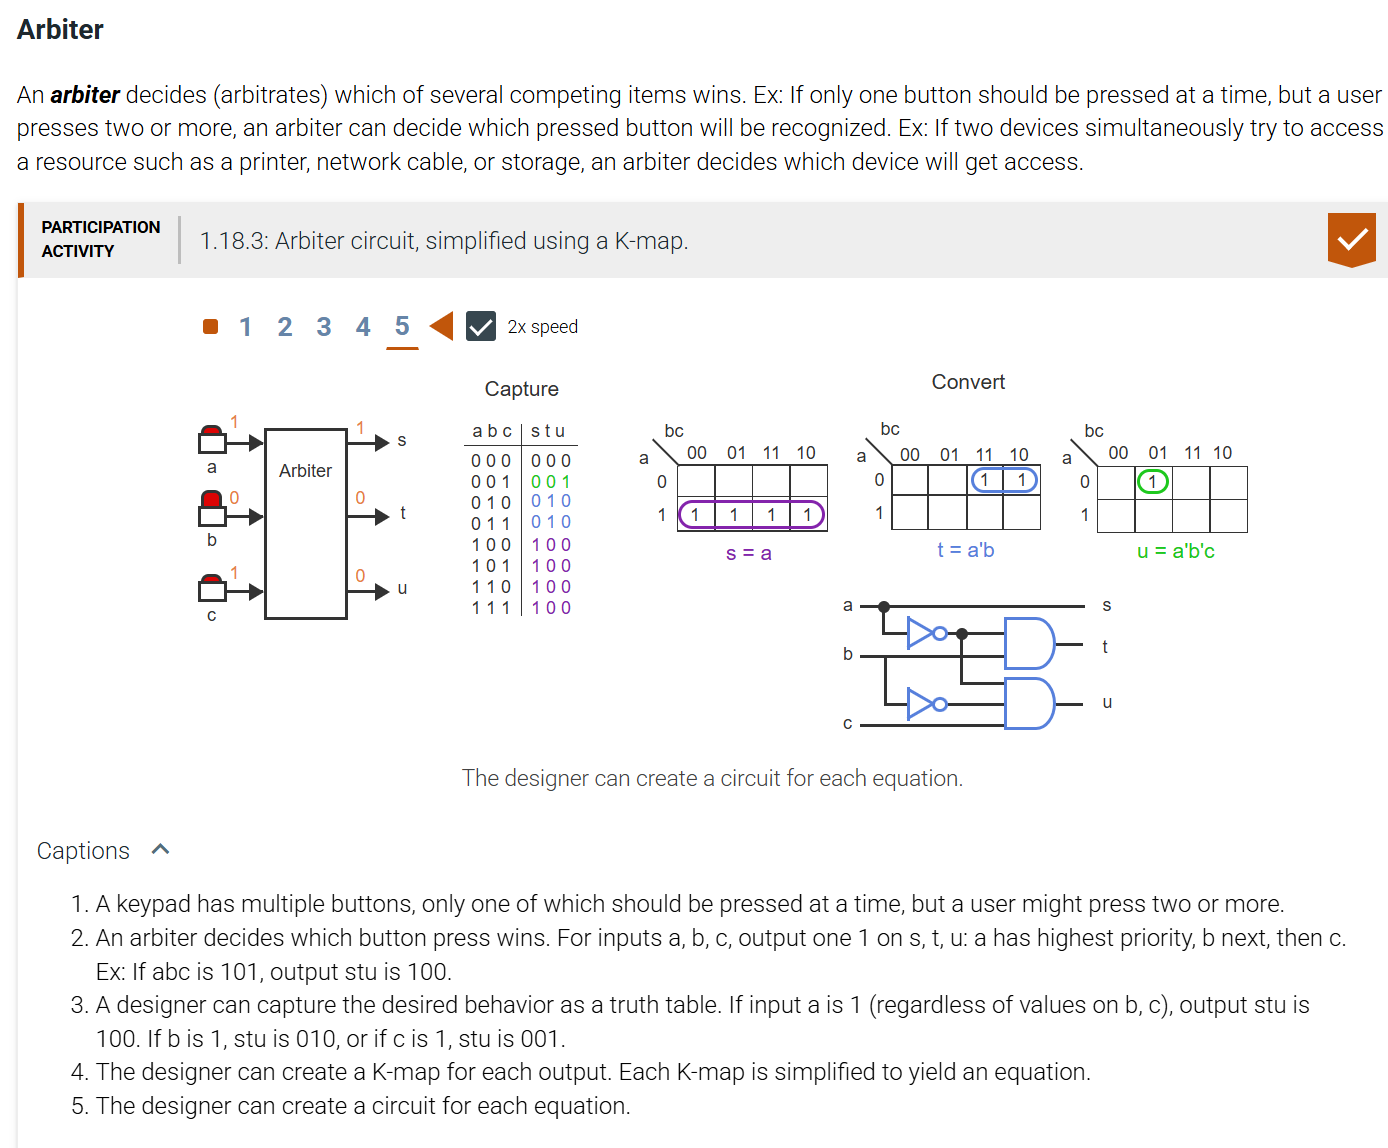 Arbiter
An arbiter decides (arbitrates) which of several competing items wins. Ex: If only one button should be pressed at a time, but a user
presses two or more, an arbiter can decide which pressed button will be recognized. Ex: If two devices simultaneously try to access
a resource such as a printer, network cable, or storage, an arbiter decides which device will get access.
PARTICIPATION
ACTIVITY
1.18.3: Arbiter circuit, simplified using a K-map.
1 2 3 4 5 2x speed
Capture
Convert
1
a
0
b
1
c
Arbiter
1
s
0
t
0
u
a b c s t u
0 0 0 0 0 0
0 0 1 0 0 1
0 1 0 0 1 0
0 1 1 0 1 0
1 0 0 1 0 0
1 0 1 1 0 0
1 1 0 1 0 0
1 1 1 1 0 0
bc
a 00 01 11 10
0
1 1 1 1 1
s = a
bc
a 00 01 11 10
0 1 1
1
t = a'b
bc
a 00 01 11 10
0 1
1
u = a'b'c
a s
t
b
u
c
The designer can create a circuit for each equation.
Captions
1. A keypad has multiple buttons, only one of which should be pressed at a time, but a user might press two or more.
2. An arbiter decides which button press wins. For inputs a, b, c, output one 1 on s, t, u: a has highest priority, b next, then c.
Ex: If abc is 101, output stu is 100.
3. A designer can capture the desired behavior as a truth table. If input a is 1 (regardless of values on b, c), output stu is
100. If b is 1, stu is 010, or if c is 1, stu is 001.
4. The designer can create a K-map for each output. Each K-map is simplified to yield an equation.
5. The designer can create a circuit for each equation.